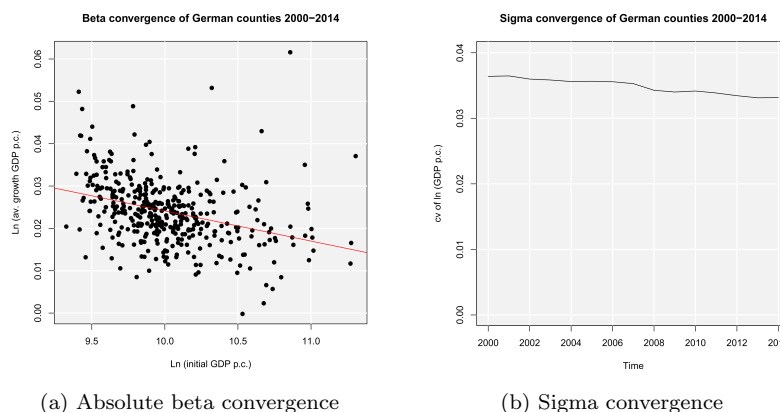 Beta convergence of German counties 2000−2014
Ln (av. growth GDP p.c.)
0.06
0.05
0.04
0.03
0.02
0.01
0.00
9.5 10.0 10.5 11.0
Ln (initial GDP p.c.)
(a) Absolute beta convergence
Sigma convergence of German counties 2000−2014
cv of ln (GDP p.c.)
0.04
0.03
0.02
0.01
0.00
2000 2002 2004 2006 2008 2010 2012
Time
(b) Sigma convergence